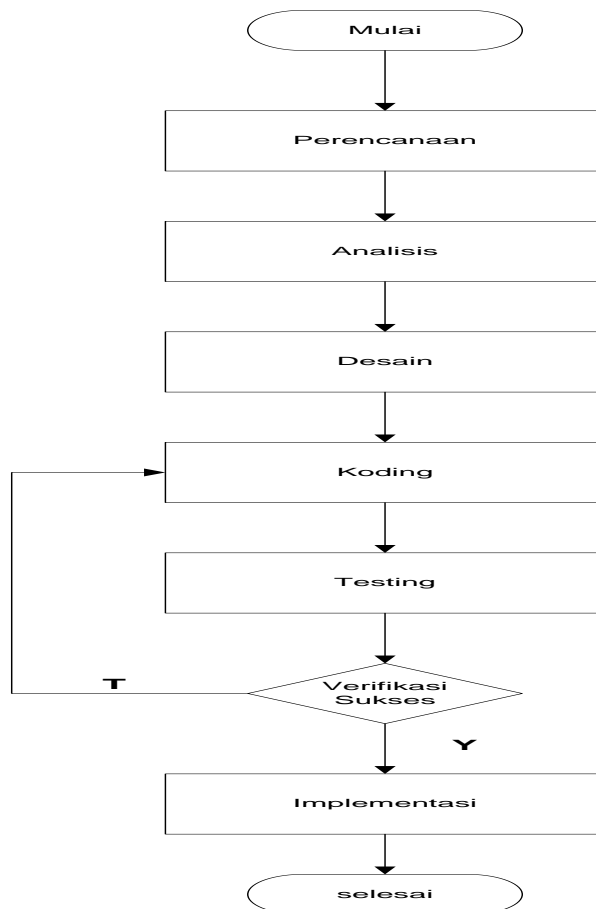 Mulai
Perencanaan
Analisis
Desain
Koding
Testing
Verifikasi
Sukses
T
Y
Implementasi
selesai